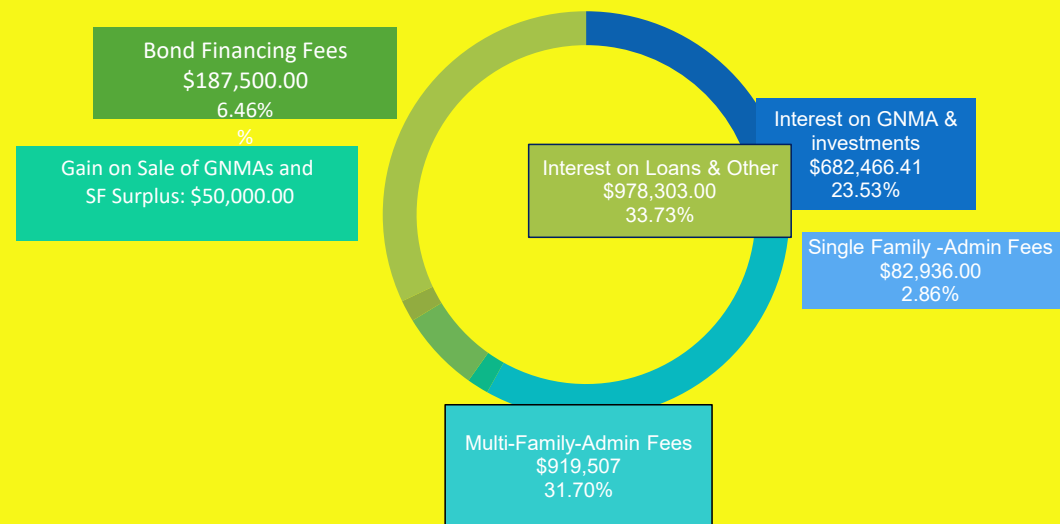 Bond Financing Fees
$187,500.00
6.46%
%
Gain on Sale of GNMAs and
SF Surplus: $50,000.00
Interest on Loans & Other
$978,303.00
33.73%
Interest on GNMA &
investments
$682,466.41
23.53%
Single Family -Admin Fees
$82,936.00
2.86%
Multi-Family-Admin Fees
$919,507
31.70%